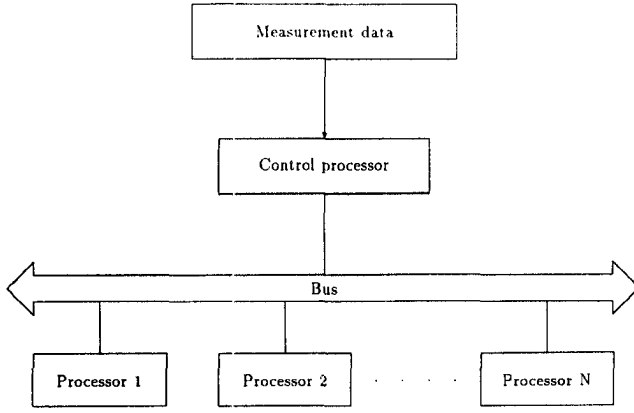 Measurement data
Control processor
Bus
Processor 1
Processor 2
. . . . .
Processor N